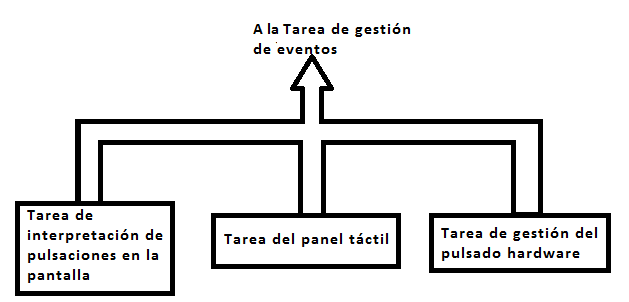 A la Tarea de gestión
de eventos
Tarea de
interpretación de
pulsaciones en la
pantalla
Tarea del panel táctil
Tarea de gestión del
pulsado hardware